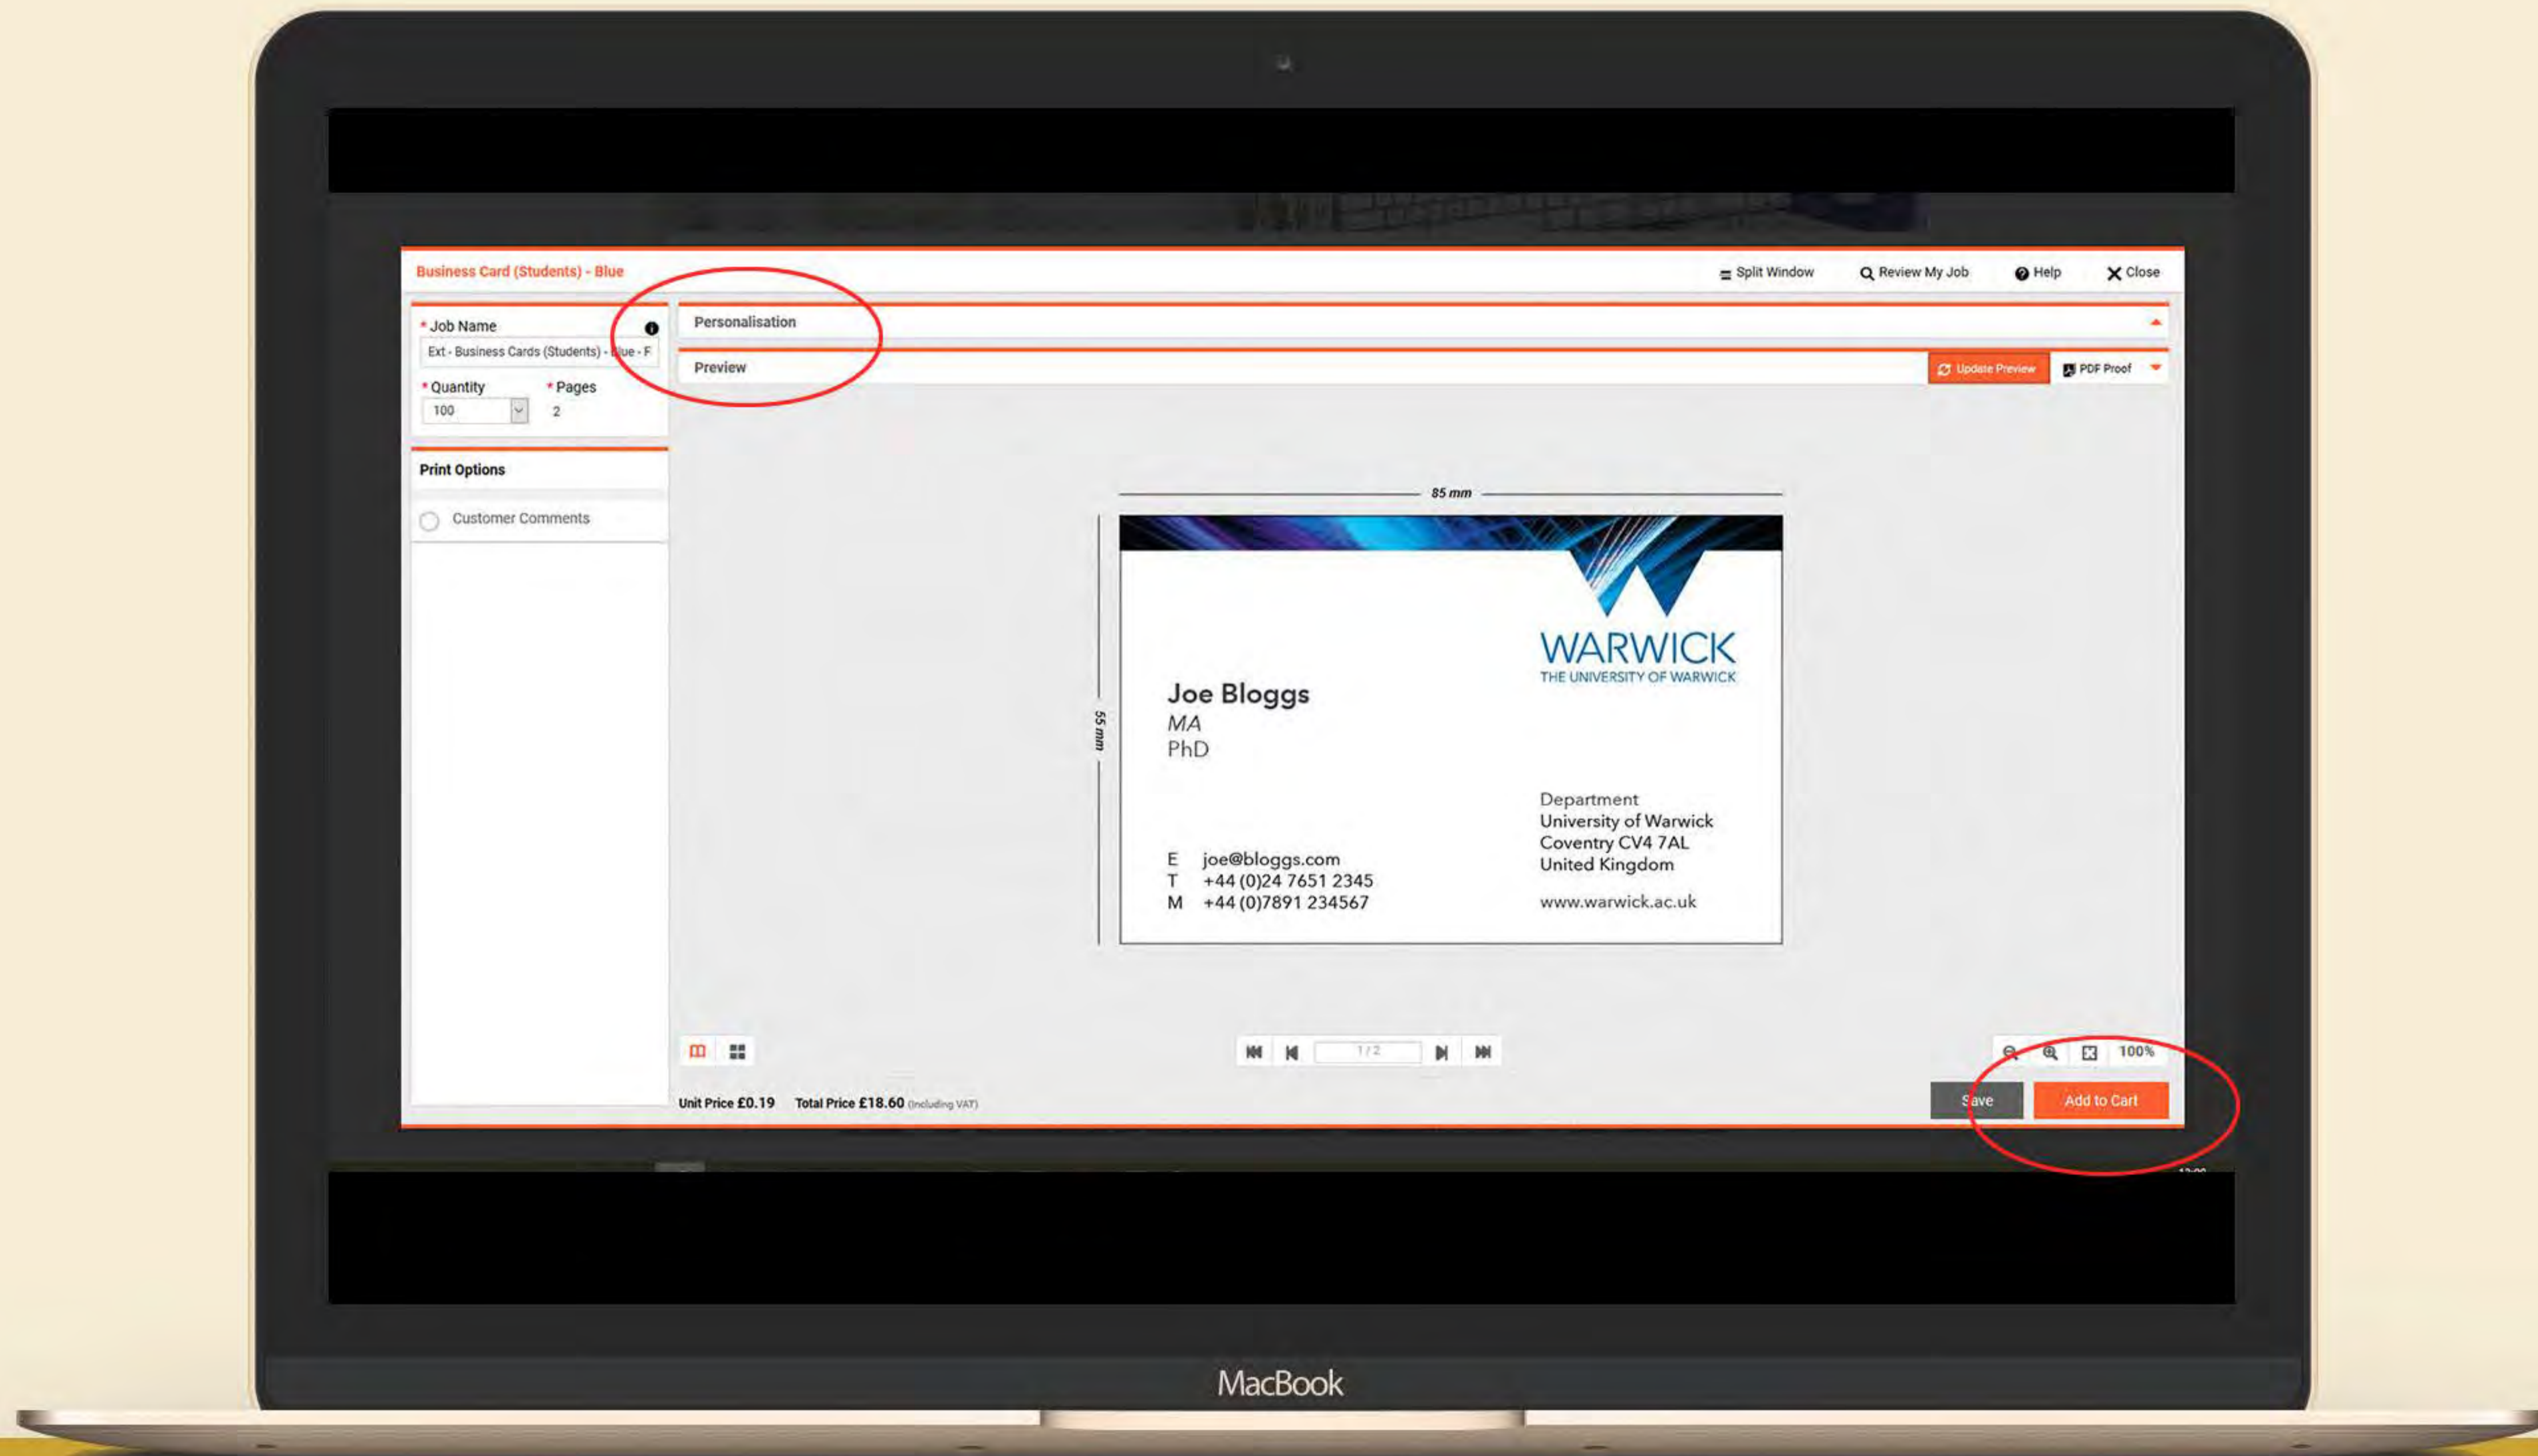 Business Card (Students) - Blue
Split Window
Review My Job
Help
Close
* Job Name
Ext - Business Cards (Students) - Blue - F
* Quantity
* Pages
100
2
Print Options
Customer Comments
Personalisation
Preview
Update Preview
PDF Proof
85 mm
55 mm
WARWICK
THE UNIVERSITY OF WARWICK
Joe Bloggs
MA
PhD
Department
University of Warwick
Coventry CV4 7AL
United Kingdom
www.warwick.ac.uk
E joe@bloggs.com
T +44 (0)24 7651 2345
M +44 (0)7891 234567
1 / 2
100%
Unit Price £0.19 Total Price £18.60 (Including VAT)
Save
Add to Cart
MacBook